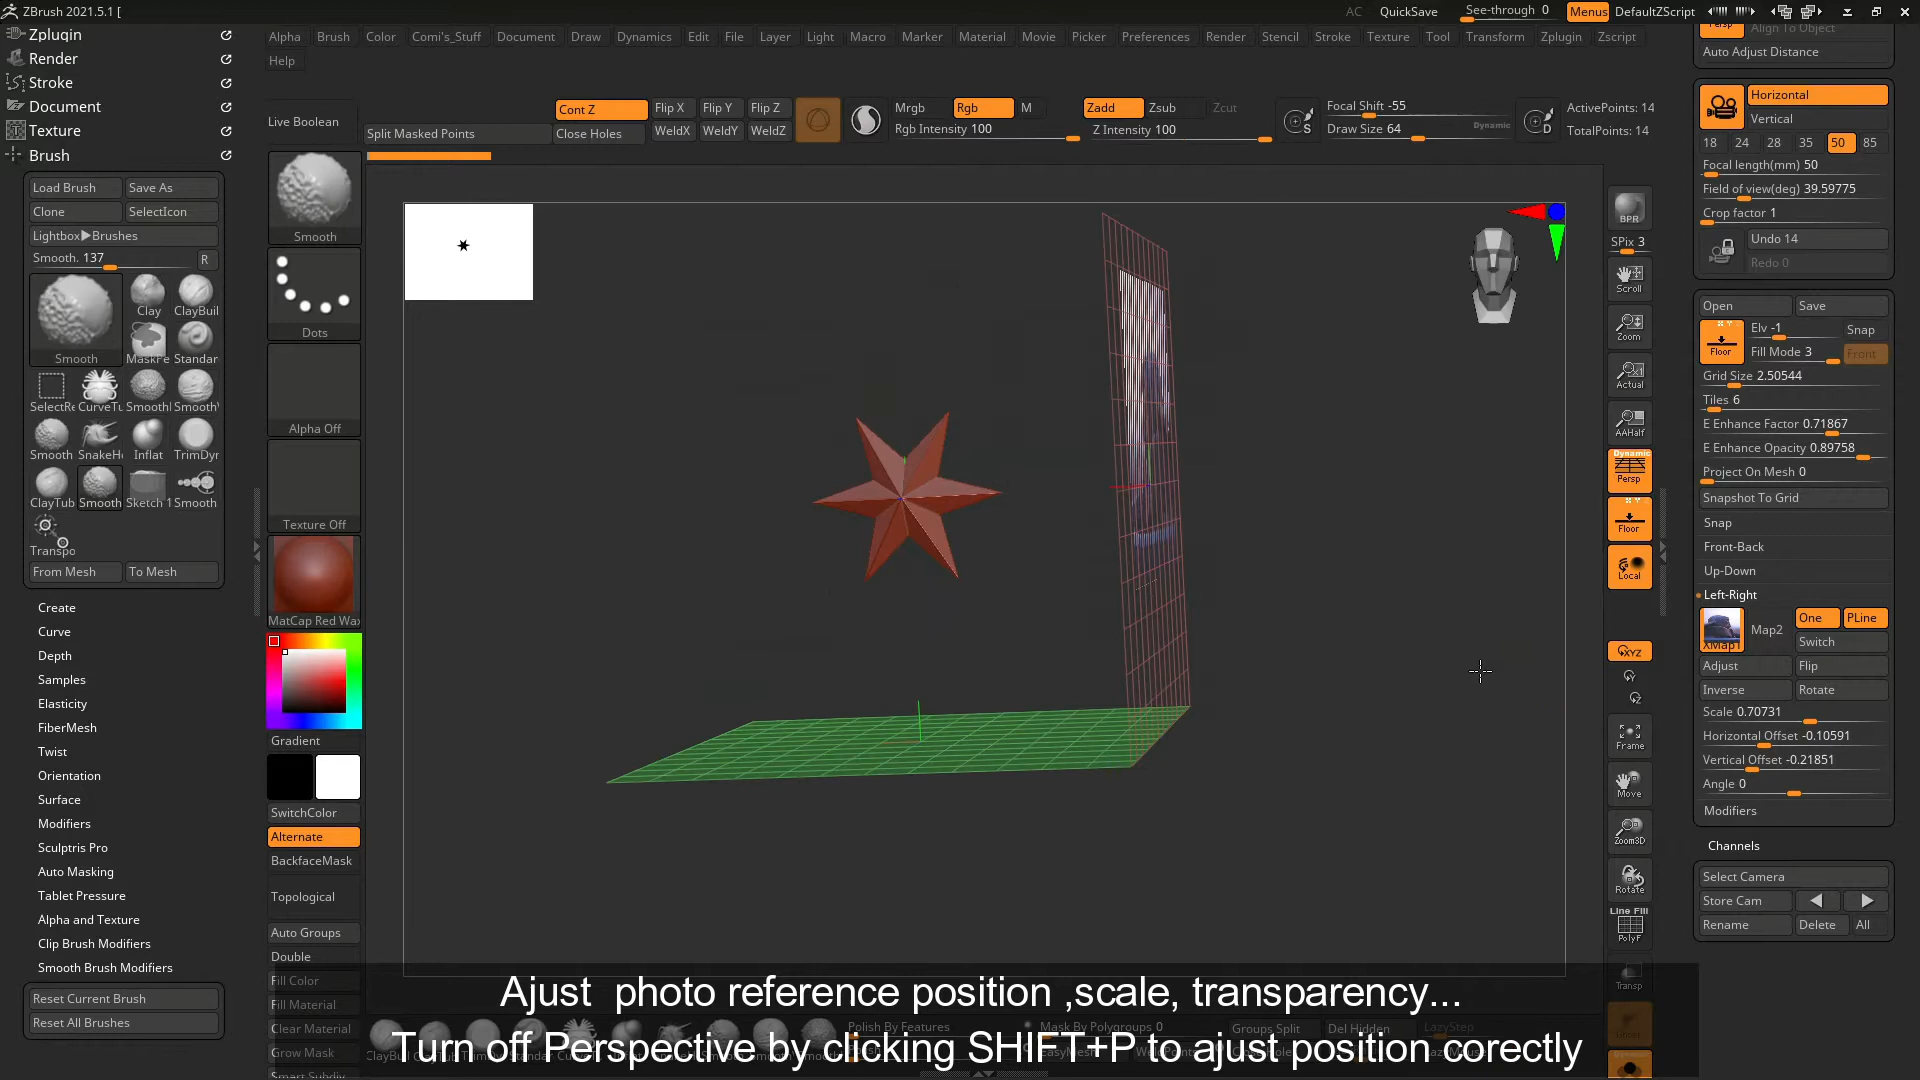 ZBrush 2021.5.1 [
AC
QuickSave
See-through 0
Menus
DefaultZScript
Zplugin
Render
Stroke
Document
Texture
Brush
Load Brush
Save As
Clone
SelectIcon
Lightbox▶Brushes
Smooth. 137
R
Clay
ClayBuil
Smooth
MaskPe
Standar
SelectRe
CurveTu
Smooth
Smooth
SnakeHo
Inflat
TrimDyr
ClayTub
Smooth
Sketch 1
Smooth
Transpo
From Mesh
To Mesh
Create
Curve
Depth
Samples
Elasticity
FiberMesh
Twist
Orientation
Surface
Modifiers
Sculptris Pro
Auto Masking
Tablet Pressure
Alpha and Texture
Clip Brush Modifiers
Smooth Brush Modifiers
Reset Current Brush
Reset All Brushes
Alpha Brush Color Comi's_Stuff Document Draw Dynamics Edit File Layer Light Macro Marker Material Movie Picker Preferences Render Stencil Stroke Texture Tool Transform Zplugin Zscript
Help
Live Boolean
Split Masked Points
Cont Z
Close Holes
Flip X
Flip Y
Flip Z
WeldX
WeldY
WeldZ
Mrgb
Rgb
M
Rgb Intensity 100
Zadd
Zsub
Zcut
Z Intensity 100
S
Focal Shift -55
Draw Size 64
Dynamic
D
ActivePoints: 14
TotalPoints: 14
Smooth
Dots
Alpha Off
Texture Off
MatCap Red Wax
Gradient
SwitchColor
Alternate
BackfaceMask
Topological
Auto Groups
Double
Fill Color
Fill Material
Clear Material
Grow Mask
Smart Subdiv
BPR
SPix 3
Scroll
Zoom
Actual
AAHalf
Dynamic
Persp
Floor
Local
XYZ
Frame
Move
Zoom3D
Rotate
Line Fill
PolyF
Transp
Persp
Align To Object
Auto Adjust Distance
Horizontal
Vertical
18 24 28 35 50 85
Focal length(mm) 50
Field of view(deg) 39.59775
Crop factor 1
Undo 14
Redo 0
Open
Save
Floor
Elv -1
Snap
Fill Mode 3
Front
Grid Size 2.50544
Tiles 6
E Enhance Factor 0.71867
E Enhance Opacity 0.89758
Project On Mesh 0
Snapshot To Grid
Snap
Front-Back
Up-Down
Left-Right
XMap1
Map2
One
PLine
Switch
Adjust
Flip
Inverse
Rotate
Scale 0.70731
Horizontal Offset -0.10591
Vertical Offset -0.21851
Angle 0
Modifiers
Channels
Select Camera
Store Cam
Rename
Delete
All
Ajust photo reference position ,scale, transparency...
Polish By Features
Mask By Polygroups 0
Groups Split
Del Hidden
LazyStep
Turn off Perspective by clicking SHIFT+P to ajust position corectly